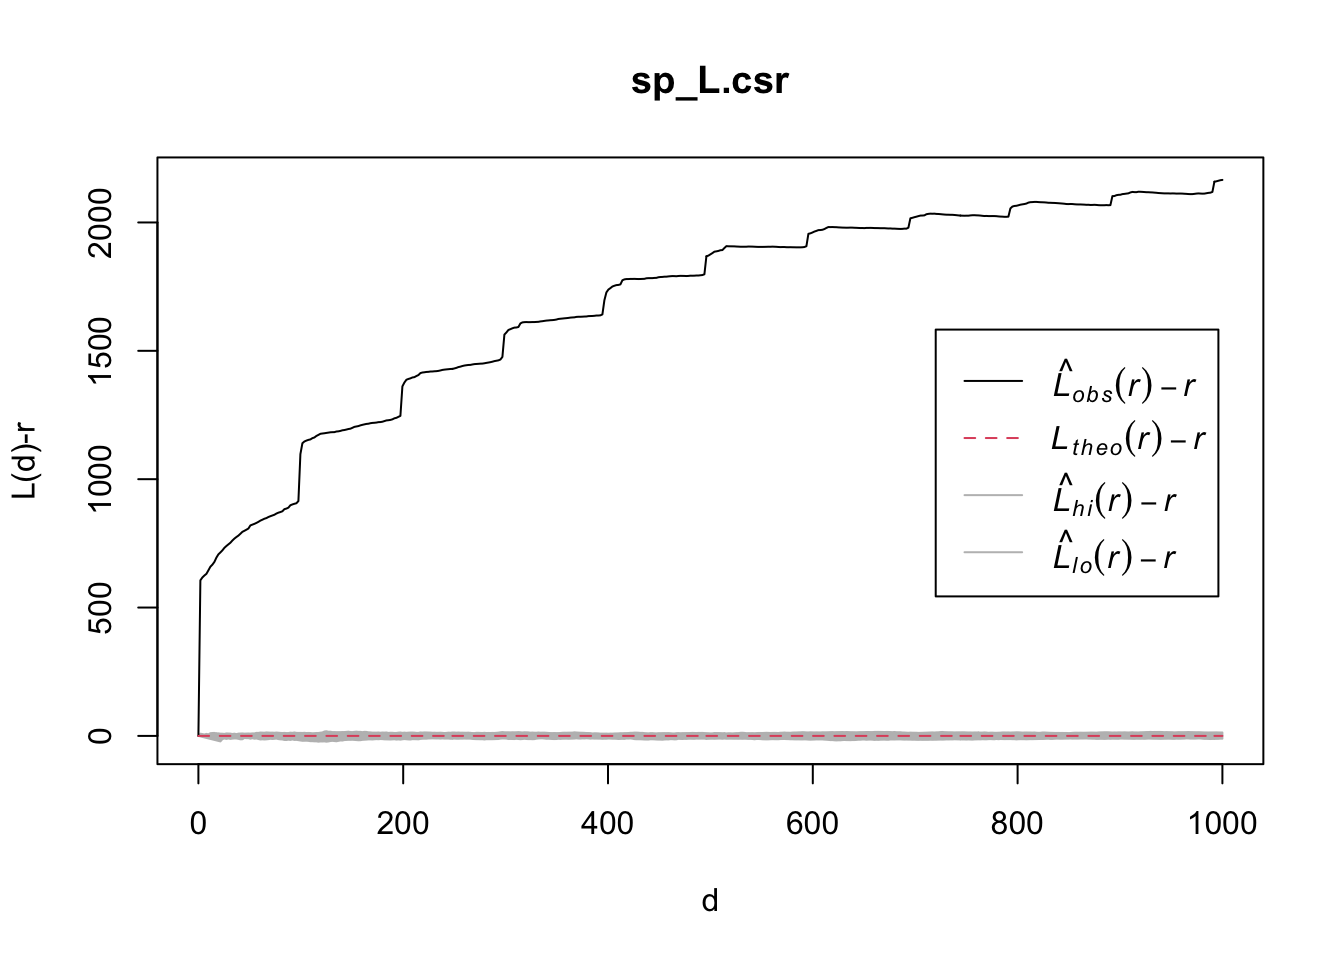 sp_L.csr
L(d)-r
2000
1500
1000
500
0
L̂obs(r) − r
Ltheo(r) − r
L̂hi(r) − r
L̂lo(r) − r
0 200 400 600 800 1000
d